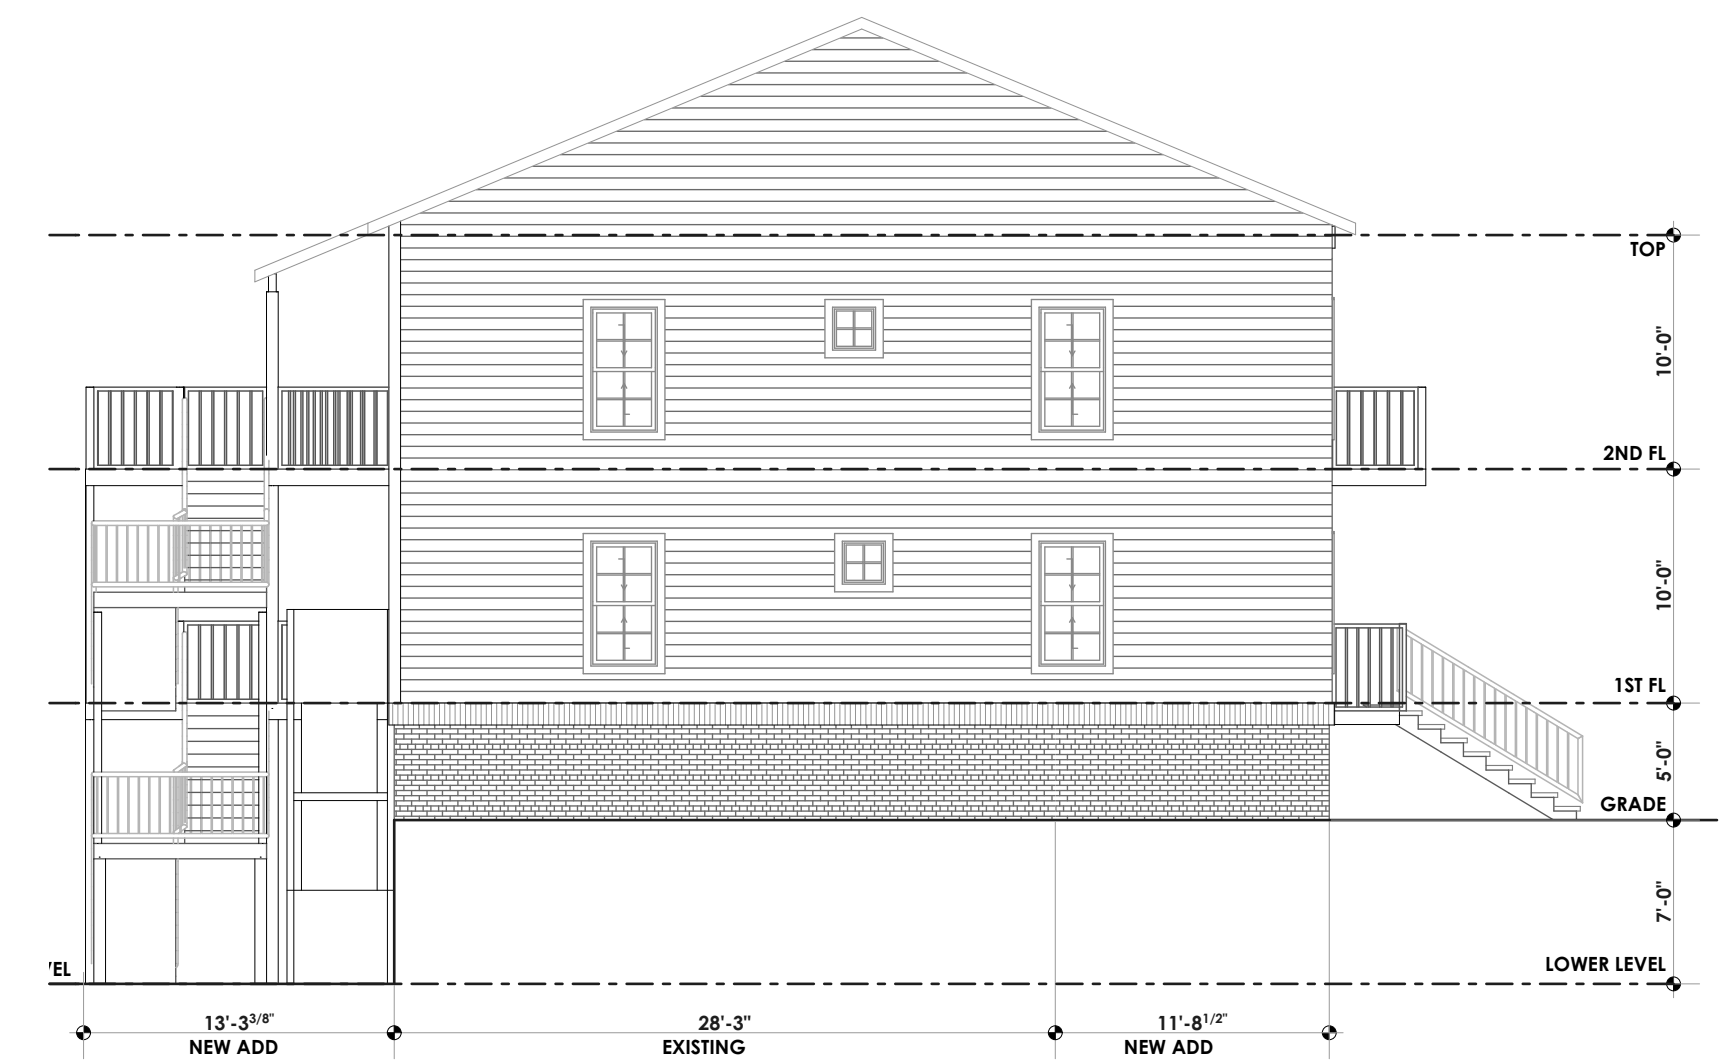 TOP
10'-0"
2ND FL
10'-0"
1ST FL
5'-0"
GRADE
7'-0"
'EL
LOWER LEVEL
13'-3 3/8"
28'-3"
11'-8 1/2"
NEW ADD
EXISTING
NEW ADD